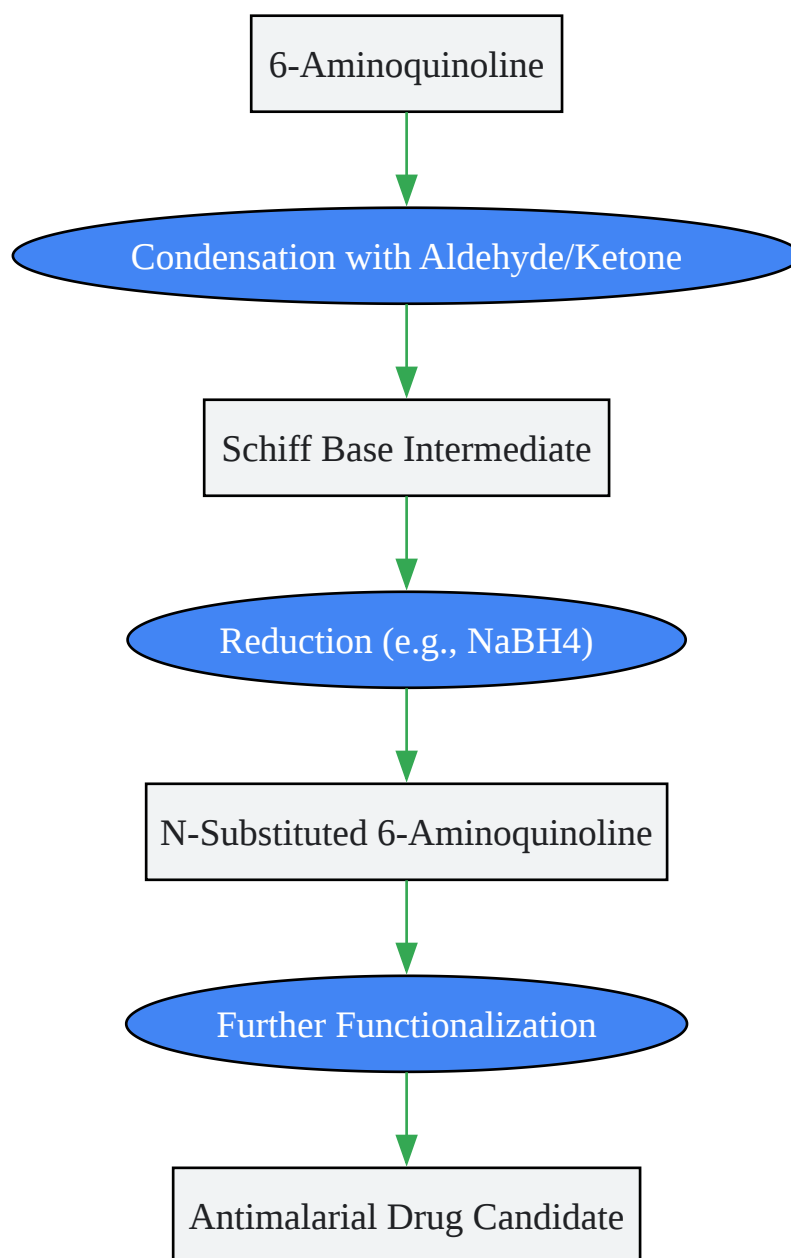 6-Aminoquinoline
Condensation with Aldehyde/Ketone
Schiff Base Intermediate
Reduction (e.g., NaBH4)
N-Substituted 6-Aminoquinoline
Further Functionalization
Antimalarial Drug Candidate